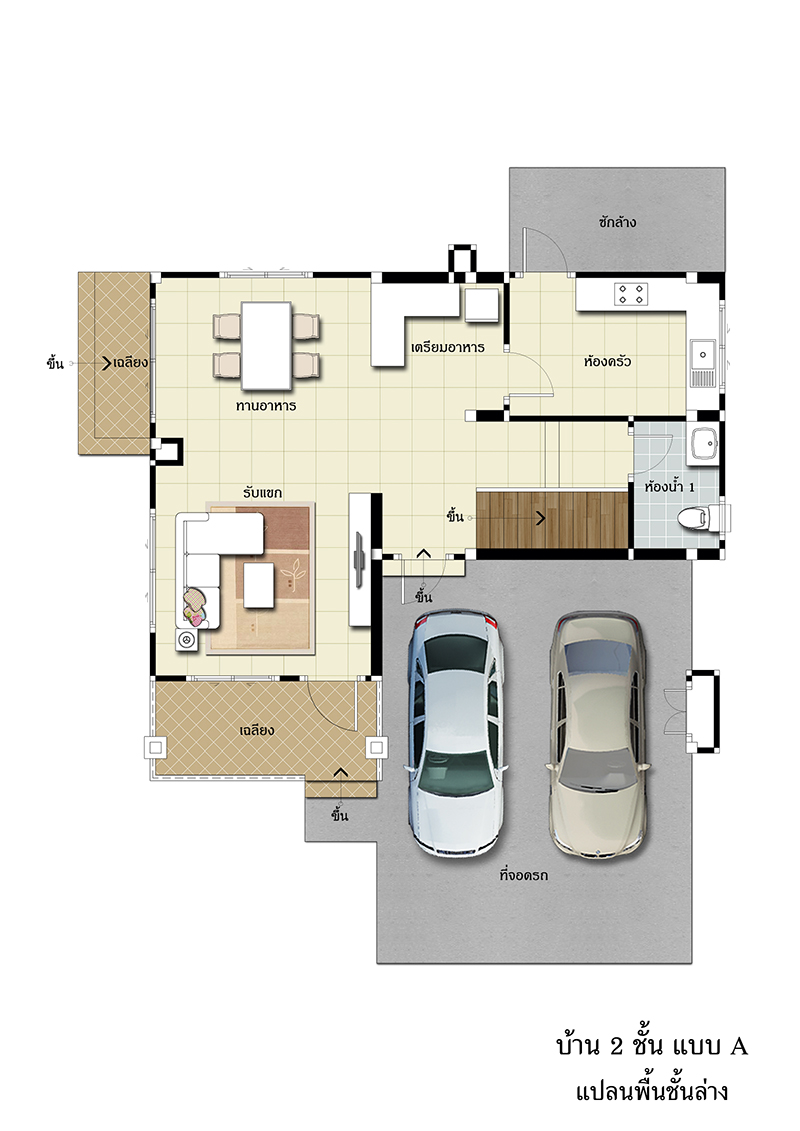 ซักล้าง
ขึ้น
เฉลียง
เตรียมอาหาร
ห้องครัว
ทานอาหาร
รับแขก
ห้องน้ำ 1
ขึ้น
ขึ้น
เฉลียง
ขึ้น
ที่จอดรถ
บ้าน 2 ชั้น แบบ A
แปลนพื้นชั้นล่าง